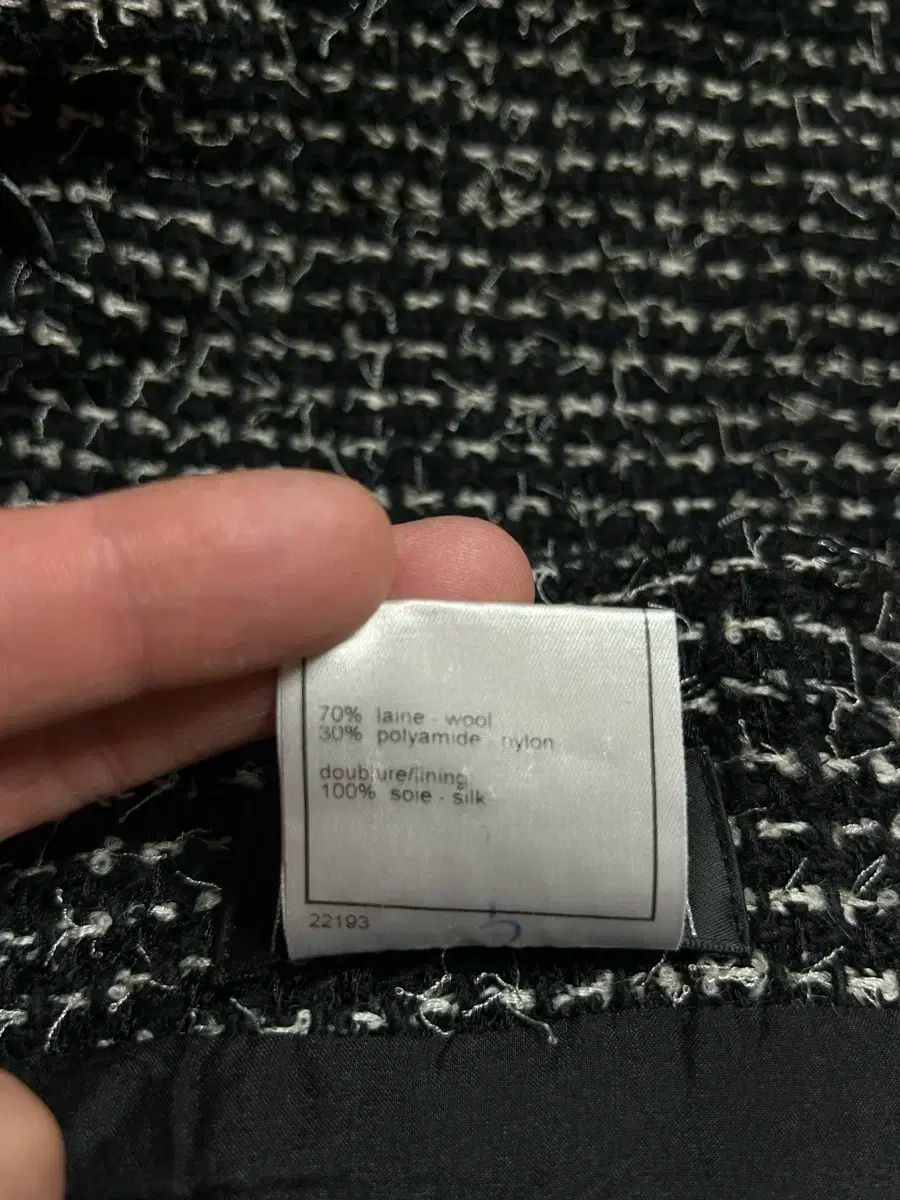 70% laine - wool
30% polyamide - nylon
doublure/lining:
100% soie - silk
22193